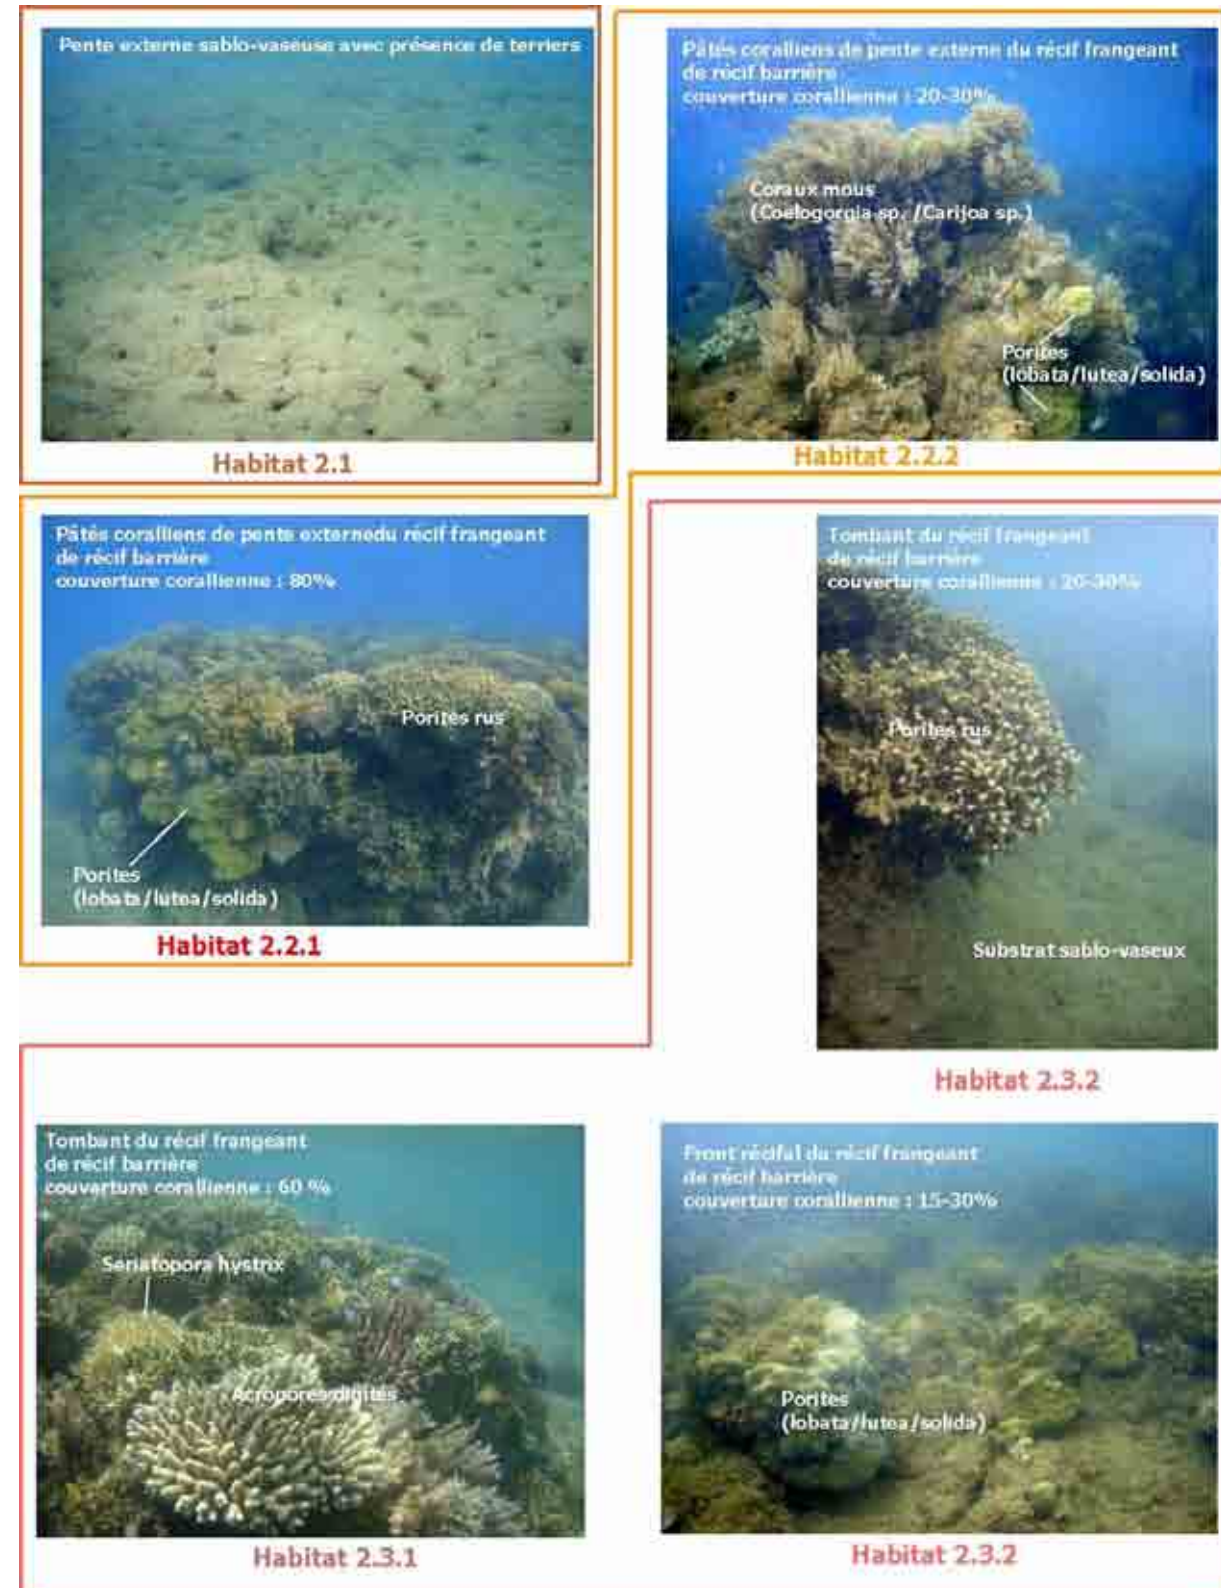 Pente externe sablo-vaseuse avec présence de terriers
Habitat 2.1
Pâtés coralliens de pente externe du récif frangeant
de récif barrière
couverture corallienne : 20-30%
Coraux mous
(Coelogorgia sp. /Carijoa sp.)
Porites
(lobata/lutea/solida)
Habitat 2.2.2
Pâtés coralliens de pente externedu récif frangeant
de récif barrière
couverture corallienne : 80%
Porites rus
Porites
(lobata/lutea/solida)
Habitat 2.2.1
Tombant du récif frangeant
de récif barrière
couverture corallienne : 20-30%
Porites rus
Substrat sablo-vaseux
Habitat 2.3.2
Tombant du récif frangeant
de récif barrière
couverture corallienne : 60 %
Seriatopora hystrix
Acropores digités
Habitat 2.3.1
Front récifal du récif frangeant
de récif barrière
couverture corallienne : 15-30%
Porites
(lobata/lutea/solida)
Habitat 2.3.2